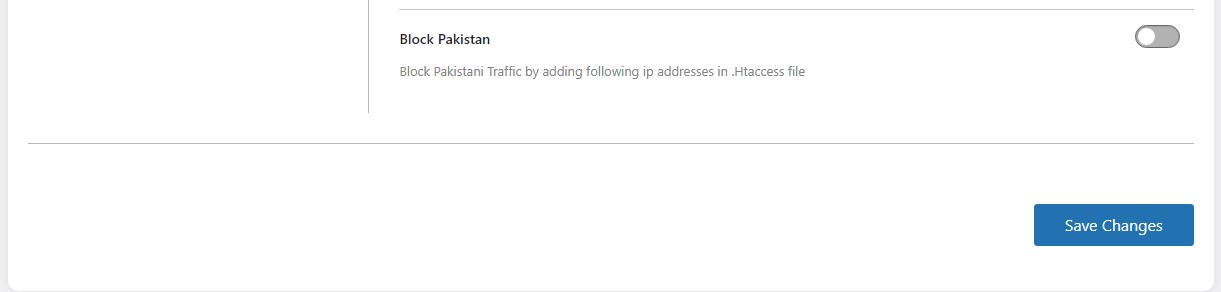 Block Pakistan
Block Pakistani Traffic by adding following ip addresses in .Htaccess file
Save Changes